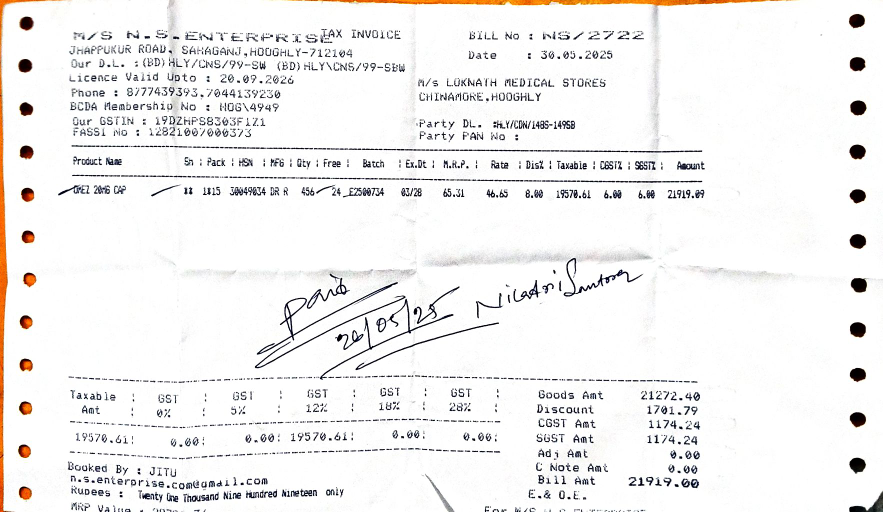 M/S N.S.ENTERPRISE TAX INVOICE BILL No : NS/2722
JHAPPUKUR ROAD, SAHAGANJ,HOOGHLY-712104 Date : 30.05.2025
Our D.L. :(BD)HLY/CNS/99-SW (BD)HLY\CNS/99-SBW
Licence Valid Upto : 20.09.2026 M/s LOKNATH MEDICAL STORES
Phone : 8777439393,7044139230 CHINAMORE,HOOGHLY
BCDA Membership No : HOG\4949
Our GSTIN : 19DZHPS8303F1Z1 Party DL. :HLY/CDN/148S-149SB
FASSI No : 12821007000373 Party PAN No :
Product Name Sn : Pack : HSN : MFG : Qty : Free : Batch : Ex.Dt : M.R.P. : Rate : Dis% : Taxable : CGST% : SGST% : Amount
OMEZ 20MG CAP 1X15 30049034 DR R 456 24 E2500734 03/28 65.31 46.65 8.00 19570.61 6.00 6.00 21919.09
Paid
26/05/25
Taxable : GST : GST : GST : GST : GST : Goods Amt 21272.40
Amt 0% 5% 12% 18% 28% Discount 1701.79
CGST Amt 1174.24
19570.61: 0.00: 0.00: 19570.61: 0.00: 0.00: SGST Amt 1174.24
Adj Amt 0.00
Booked By : JITU C Note Amt 0.00
n.s.enterprise.com@gmail.com Bill Amt 21919.00
Rupees : Twenty One Thousand Nine Hundred Nineteen only E.& O.E.
MRP Value :